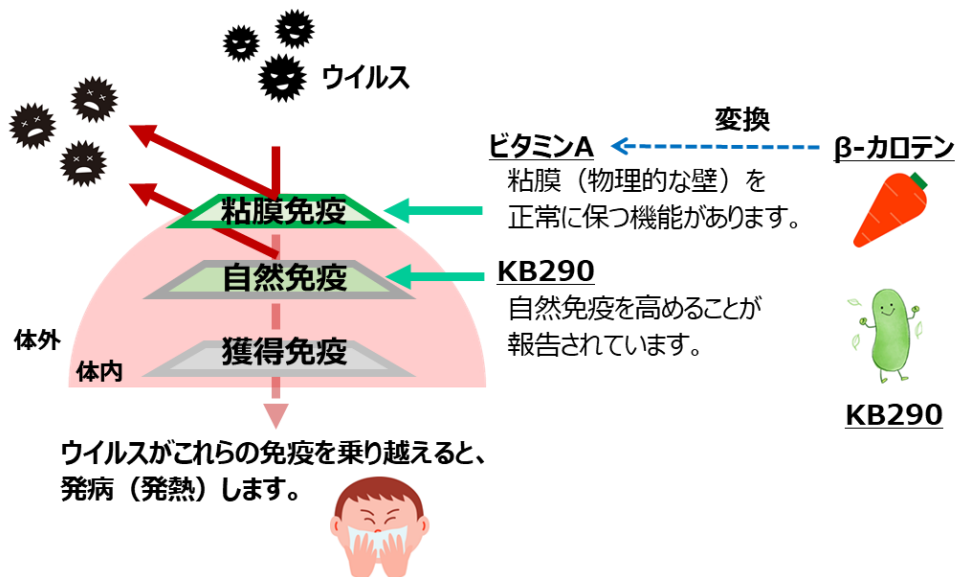 ウイルス
変換
ビタミンA
β-カロテン
粘膜（物理的な壁）を
正常に保つ機能があります。
粘膜免疫
KB290
自然免疫
自然免疫を高めることが
報告されています。
体外
獲得免疫
体内
KB290
ウイルスがこれらの免疫を乗り越えると、
発病（発熱）します。